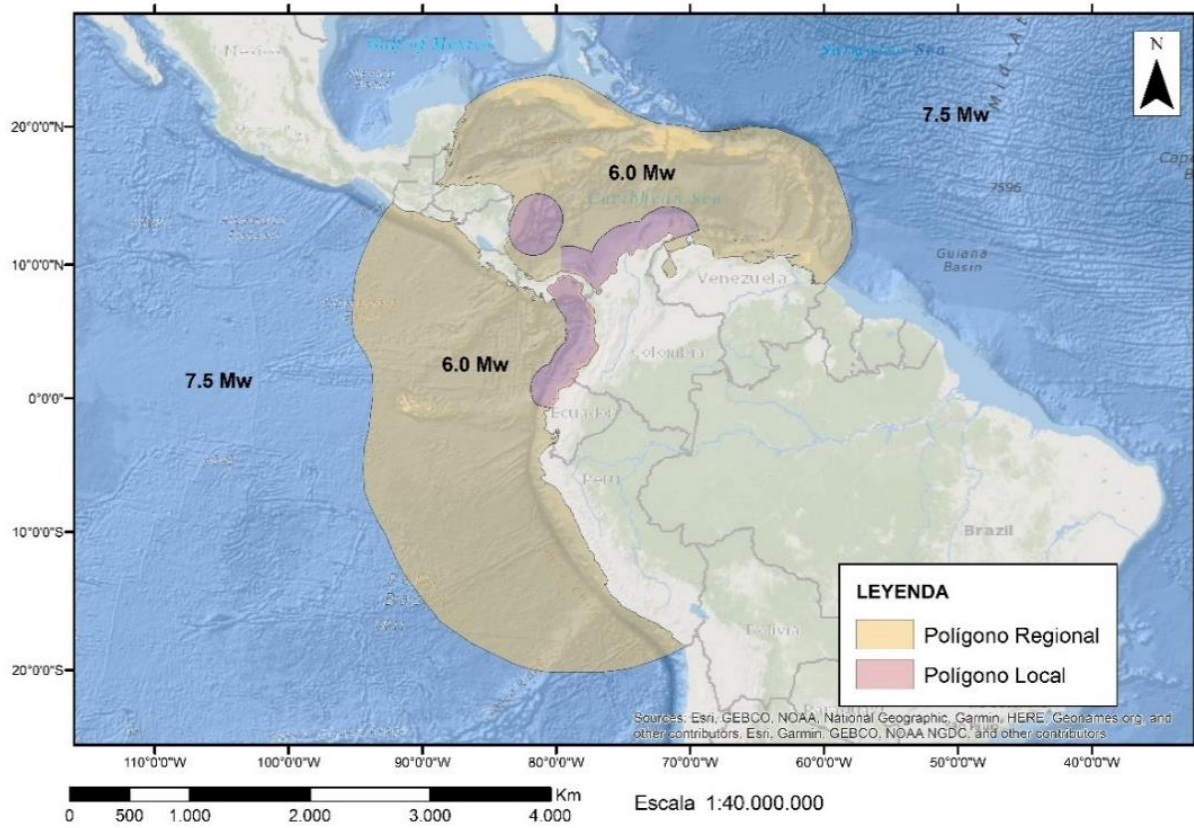 Gulf of Mexico
Mexico
Sargasso Sea
N
20°0'0"N
7.5 Mw
6.0 Mw
Caribbean Sea
7596
10°0'0"N
Guiana
Basin
Venezuela
Colombia
6.0 Mw
7.5 Mw
0°0'0"
Ecuador
Perú
10°0'0"S
Brazil
LEYENDA
Bolivia
Polígono Regional
Polígono Local
20°0'0"S
Sources: Esri, GEBCO, NOAA, National Geographic, Garmin, HERE, Geonames.org, and
other contributors, Esri, Garmin, GEBCO, NOAA NGDC, and other contributors
110°0'0"W 100°0'0"W 90°0'0"W 80°0'0"W 70°0'0"W 60°0'0"W 50°0'0"W 40°0'0"W
Km
0 500 1.000 2.000 3.000 4.000
Escala 1:40.000.000